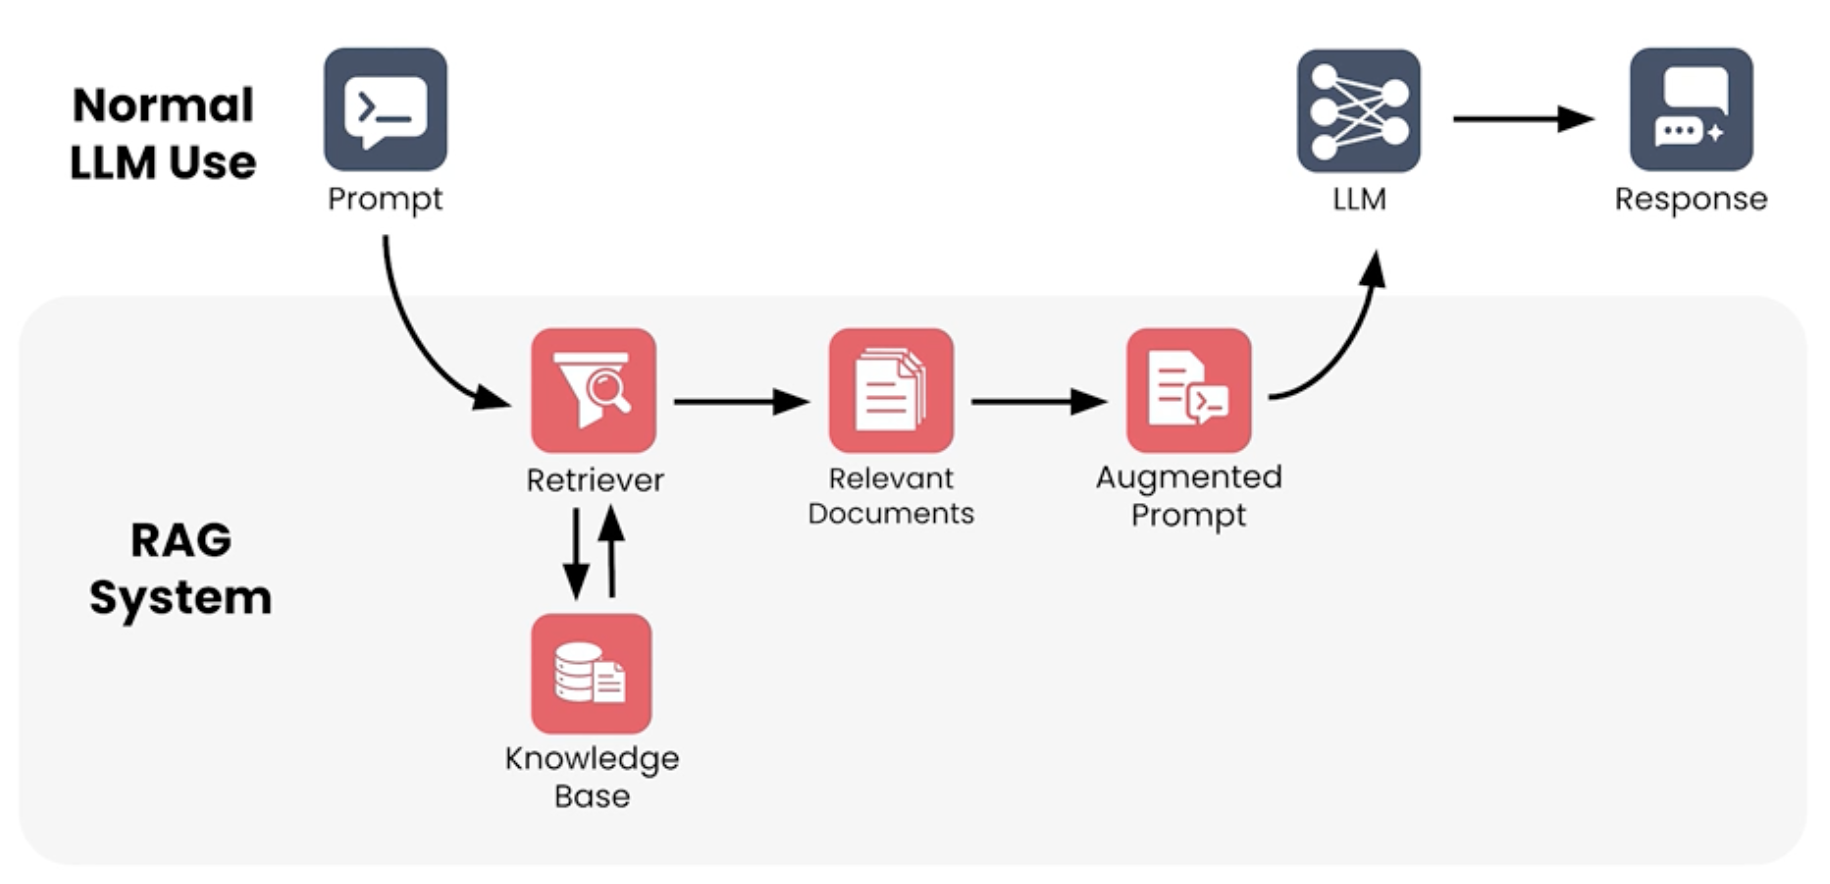 Normal
LLM Use
Prompt
LLM
Response
Retriever
Relevant
Documents
Augmented
Prompt
RAG
System
Knowledge
Base